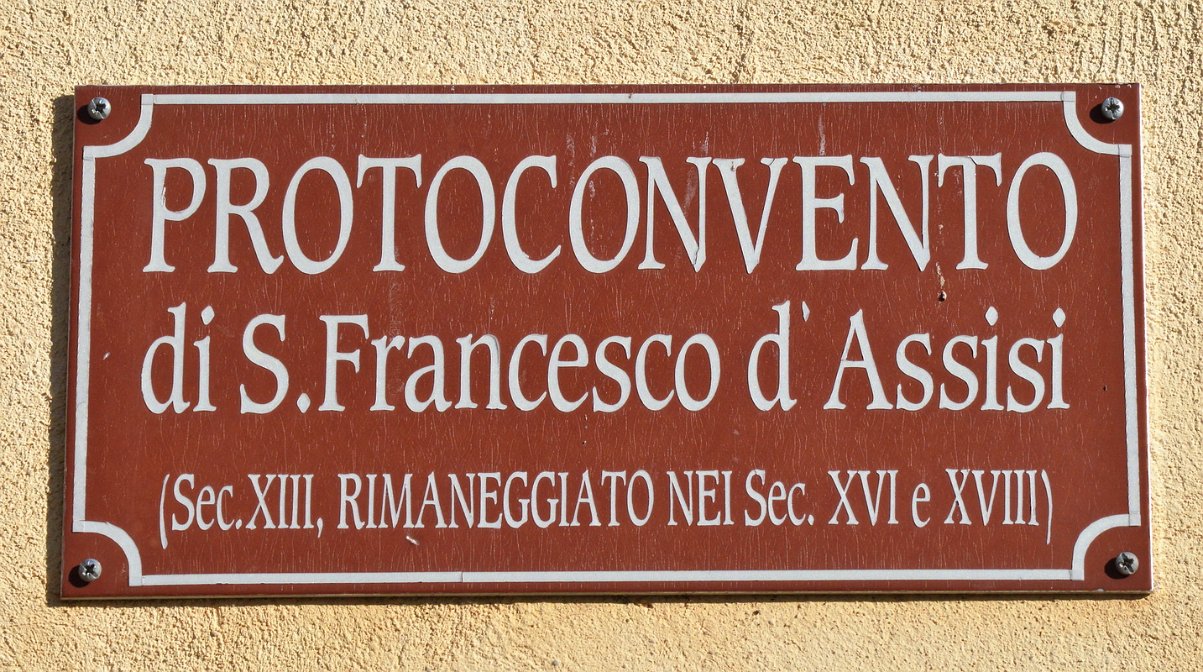 PROTOCONVENTO
di S.Francesco d'Assisi
(Sec.XIII, RIMANEGGIATO NEI Sec. XVI e XVIII)